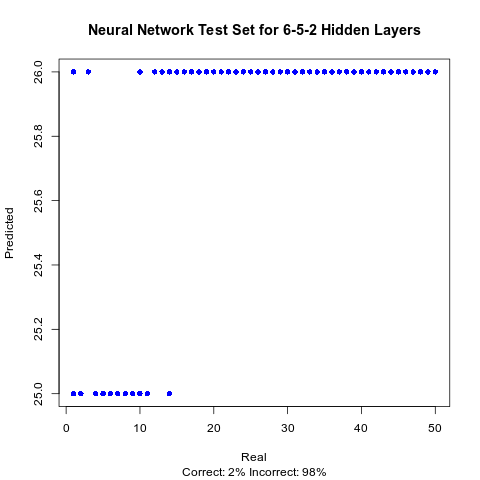 Neural Network Test Set for 6-5-2 Hidden Layers
26.0
25.8
25.6
25.4
25.2
25.0
Predicted
0 10 20 30 40 50
Real
Correct: 2% Incorrect: 98%